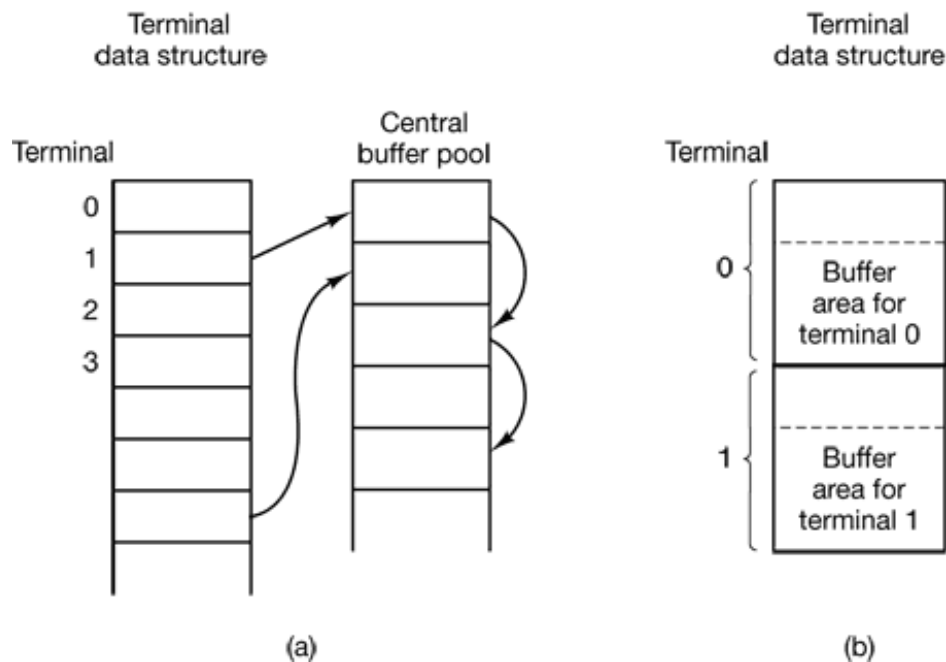 Terminal
data structure
Terminal
Central
buffer pool
0
1
2
3
(a)
Terminal
data structure
Terminal
0
Buffer
area for
terminal 0
1
Buffer
area for
terminal 1
(b)